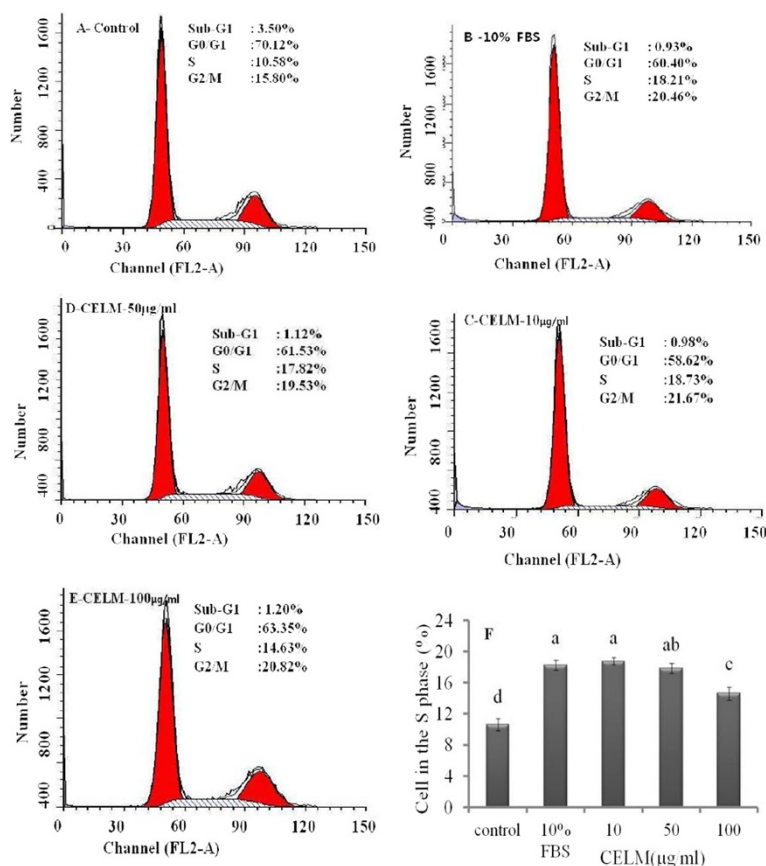 A- Control
Sub-G1 : 3.50%
G0/G1 :70.12%
S :10.58%
G2/M :15.80%
Number
1600
1200
800
400
0
0 30 60 90 120 150
Channel (FL2-A)
B -10% FBS
Sub-G1 : 0.93%
G0/G1 :60.40%
S :18.21%
G2/M :20.46%
Number
1600
1200
800
400
0 30 60 90 120 150
Channel (FL2-A)
D-CELM-50µg/ml
Sub-G1 : 1.12%
G0/G1 :61.53%
S :17.82%
G2/M :19.53%
Number
1600
1200
800
400
0 30 60 90 120 150
Channel (FL2-A)
C-CELM-10µg/ml
Sub-G1 : 0.98%
G0/G1 :58.62%
S :18.73%
G2/M :21.67%
Number
1600
1200
800
400
0 30 60 90 120 150
Channel (FL2-A)
E-CELM-100µg/ml
Sub-G1 : 1.20%
G0/G1 :63.35%
S :14.63%
G2/M :20.82%
Number
1600
1200
800
400
0 30 60 90 120 150
Channel (FL2-A)
F
Cell in the S phase (%)
24
20
16
12
8
4
0
d a a ab c
control 10% 10 50 100
FBS CELM(µg/ml)